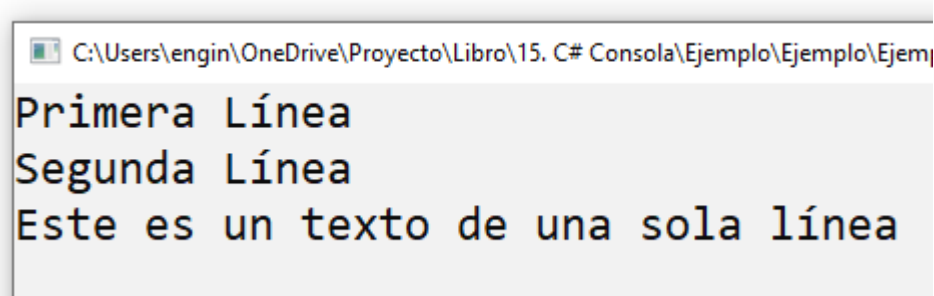 C:\Users\engin\OneDrive\Proyecto\Libro\15. C# Consola\Ejemplo\Ejemplo\Ejemp
Primera Línea
Segunda Línea
Este es un texto de una sola línea